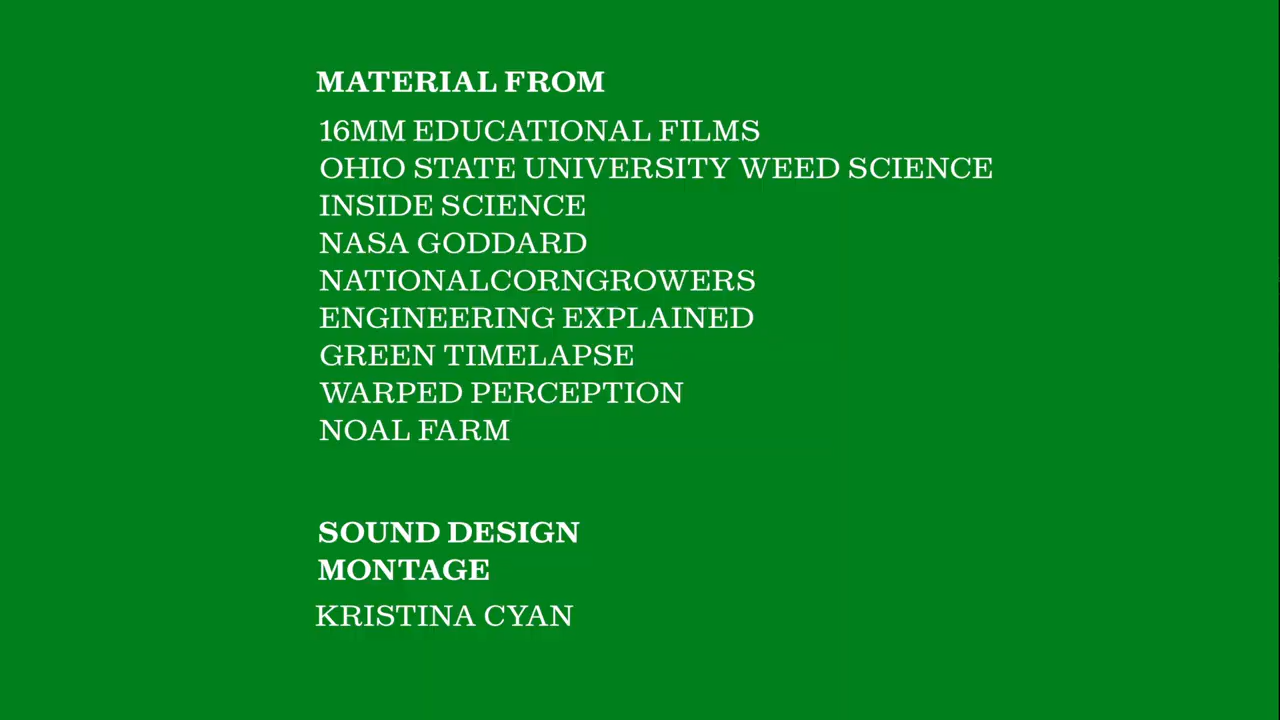 MATERIAL FROM
16MM EDUCATIONAL FILMS
OHIO STATE UNIVERSITY WEED SCIENCE
INSIDE SCIENCE
NASA GODDARD
NATIONALCORNGROWERS
ENGINEERING EXPLAINED
GREEN TIMELAPSE
WARPED PERCEPTION
NOAL FARM
SOUND DESIGN
MONTAGE
KRISTINA CYAN